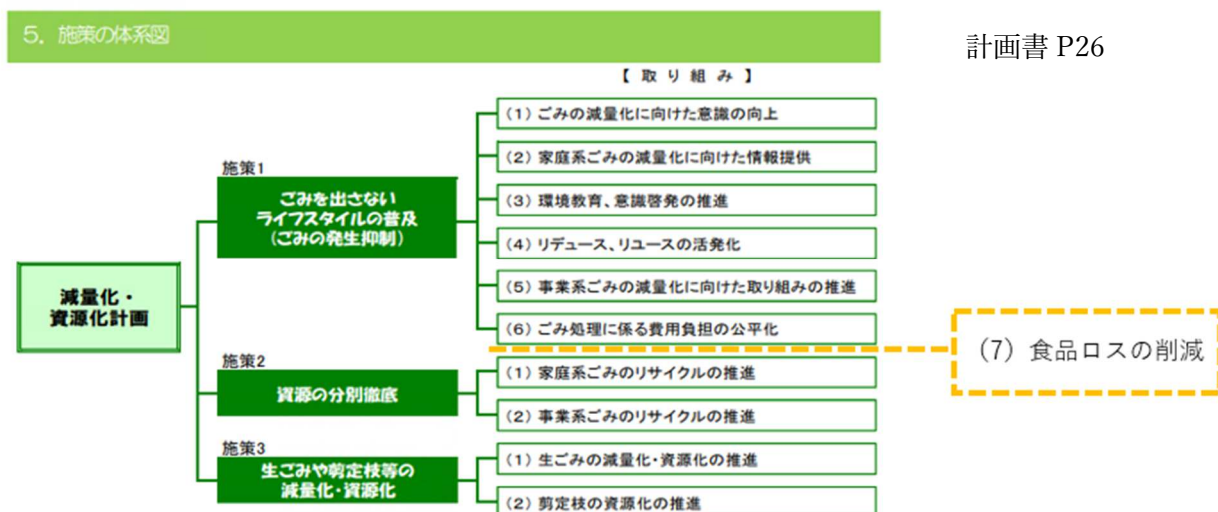 5．施策の体系図
計画書 P26
【 取 り 組 み 】
減量化・
資源化計画
施策1
ごみを出さない
ライフスタイルの普及
(ごみの発生抑制)
(1) ごみの減量化に向けた意識の向上
(2) 家庭系ごみの減量化に向けた情報提供
(3) 環境教育、意識啓発の推進
(4) リデュース、リユースの活発化
(5) 事業系ごみの減量化に向けた取り組みの推進
(6) ごみ処理に係る費用負担の公平化
(7) 食品ロスの削減
施策2
資源の分別徹底
(1) 家庭系ごみのリサイクルの推進
(2) 事業系ごみのリサイクルの推進
施策3
生ごみや剪定枝等の
減量化・資源化
(1) 生ごみの減量化・資源化の推進
(2) 剪定枝の資源化の推進